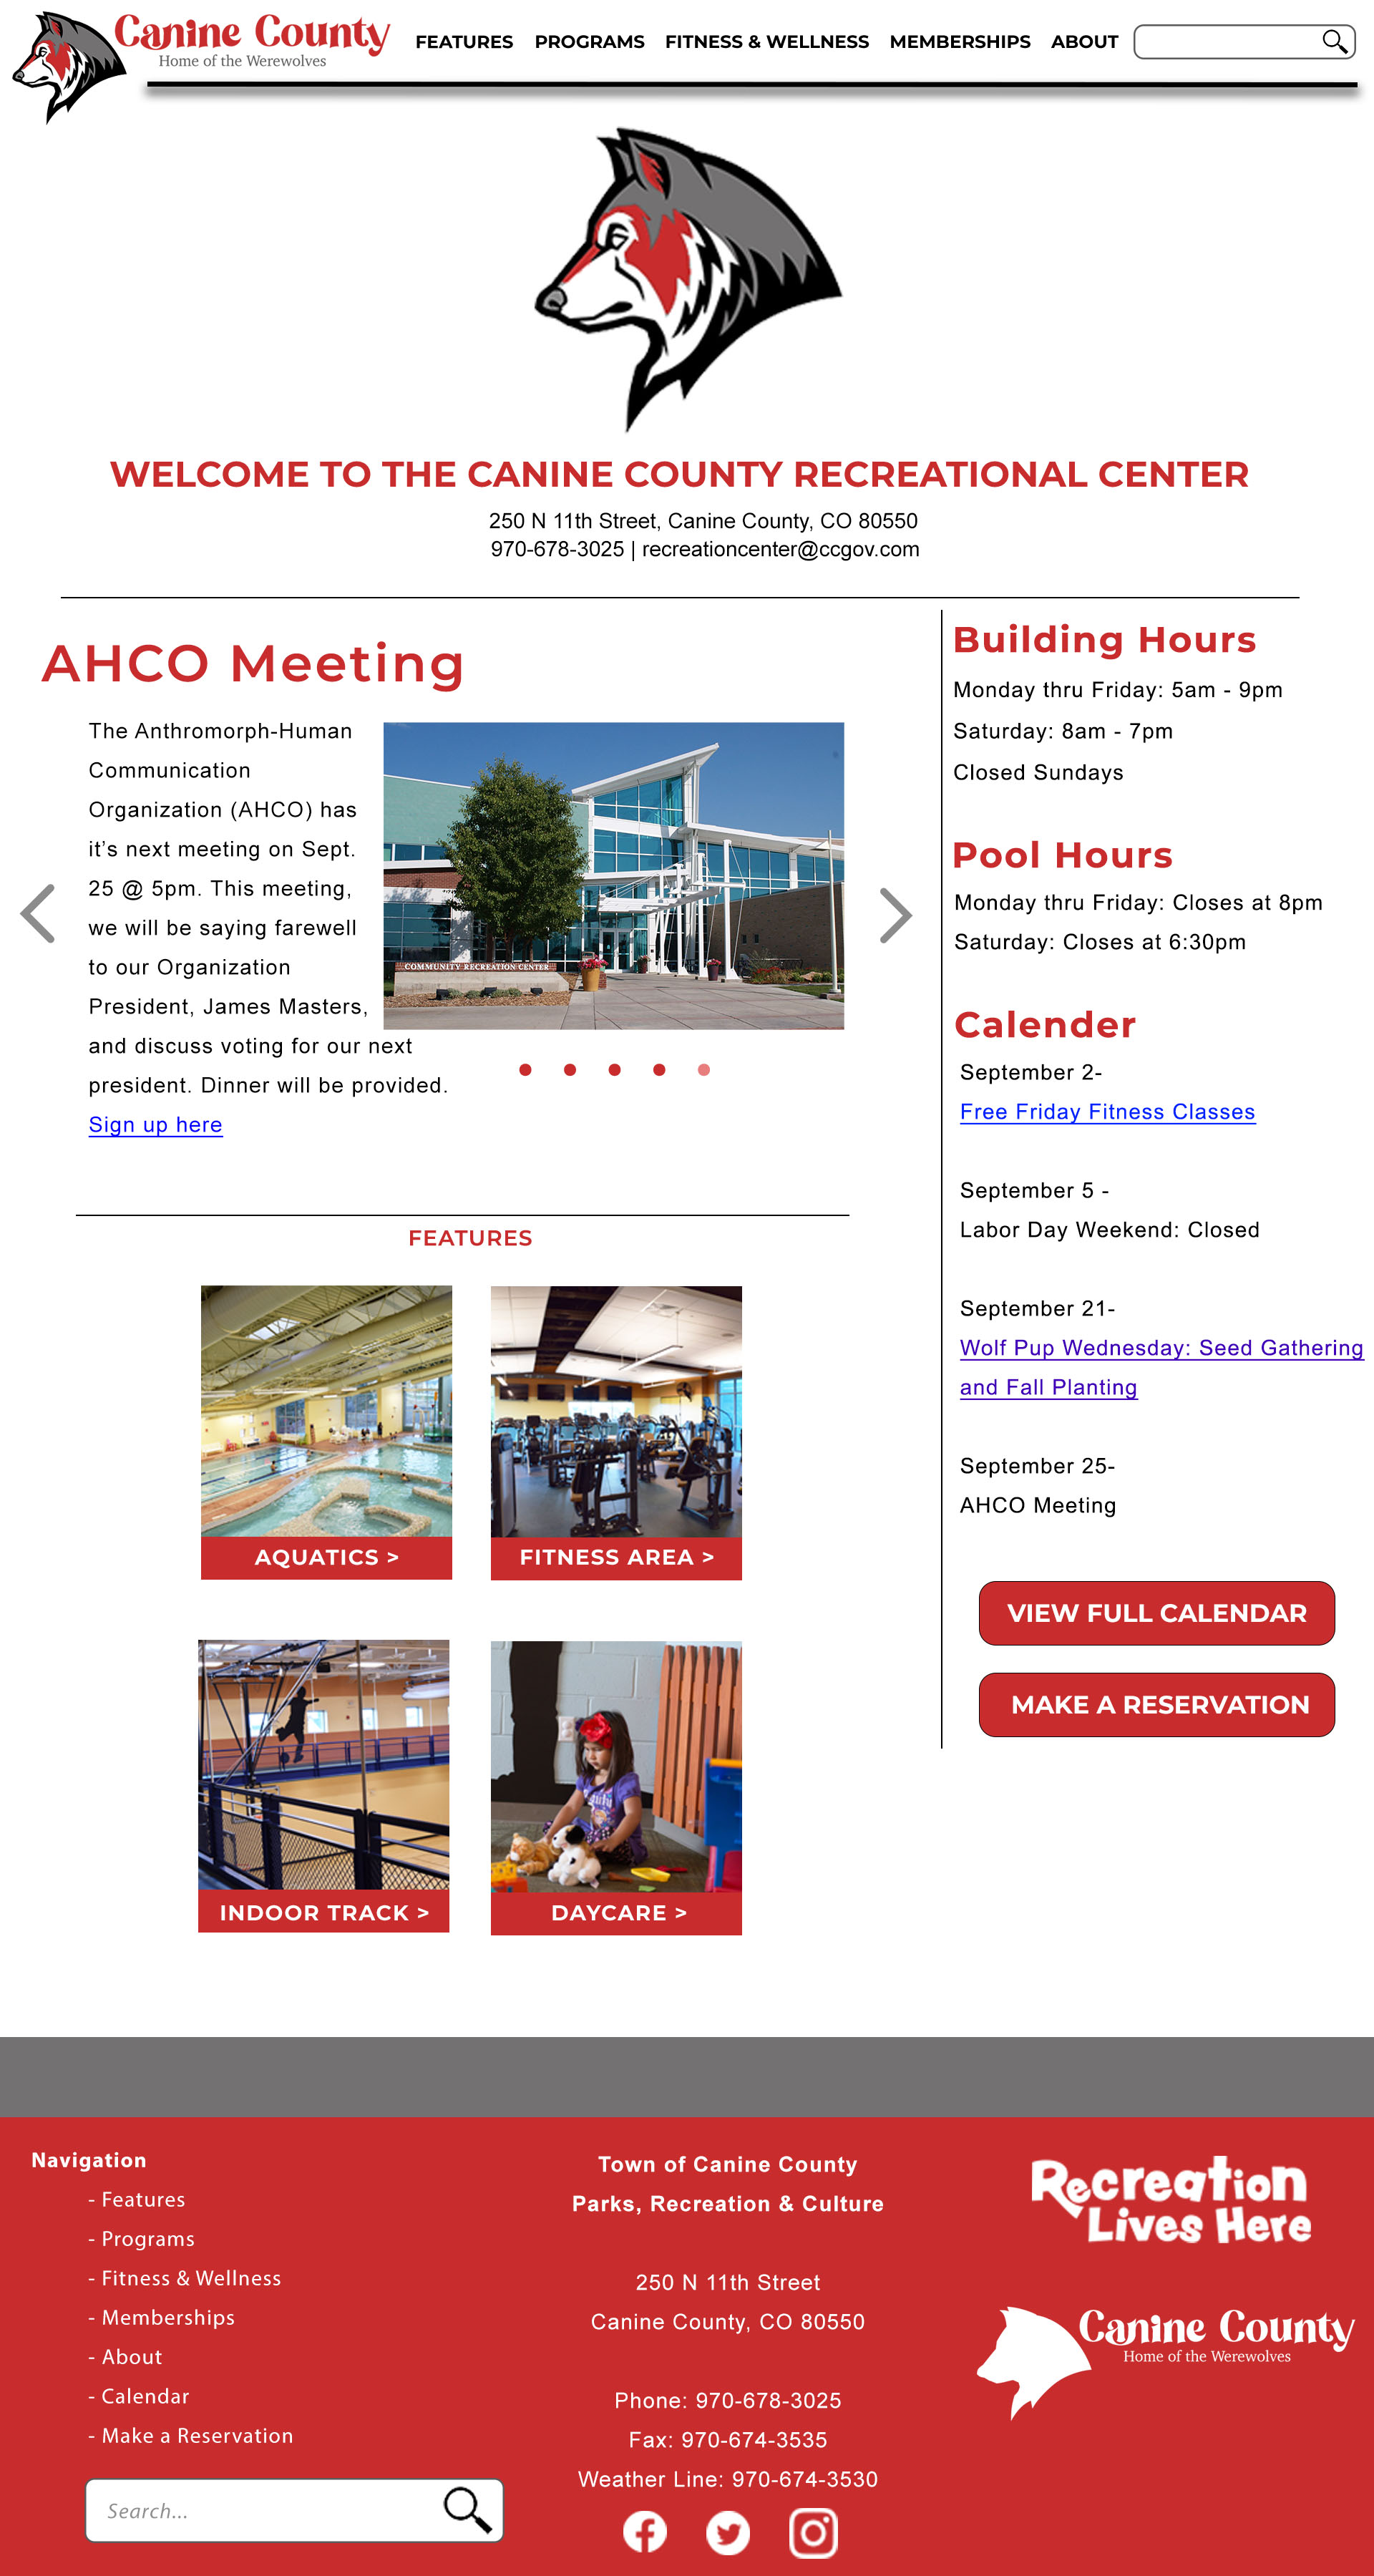 Canine County
Home of the Werewolves
FEATURES PROGRAMS FITNESS & WELLNESS MEMBERSHIPS ABOUT
WELCOME TO THE CANINE COUNTY RECREATIONAL CENTER
250 N 11th Street, Canine County, CO 80550
970-678-3025 | recreationcenter@ccgov.com
AHCO Meeting
The Anthromorph-Human
Communication
Organization (AHCO) has
it's next meeting on Sept.
25 @ 5pm. This meeting,
we will be saying farewell
to our Organization
President, James Masters,
and discuss voting for our next
president. Dinner will be provided.
Sign up here
COMMUNITY RECREATION CENTER
Building Hours
Monday thru Friday: 5am - 9pm
Saturday: 8am - 7pm
Closed Sundays
Pool Hours
Monday thru Friday: Closes at 8pm
Saturday: Closes at 6:30pm
Calender
September 2-
Free Friday Fitness Classes
September 5 -
Labor Day Weekend: Closed
September 21-
Wolf Pup Wednesday: Seed Gathering
and Fall Planting
September 25-
AHCO Meeting
VIEW FULL CALENDAR
MAKE A RESERVATION
FEATURES
AQUATICS >
FITNESS AREA >
INDOOR TRACK >
DAYCARE >
Navigation
- Features
- Programs
- Fitness & Wellness
- Memberships
- About
- Calendar
- Make a Reservation
Search...
Town of Canine County
Parks, Recreation & Culture
250 N 11th Street
Canine County, CO 80550
Phone: 970-678-3025
Fax: 970-674-3535
Weather Line: 970-674-3530
Recreation
Lives Here
Canine County
Home of the Werewolves